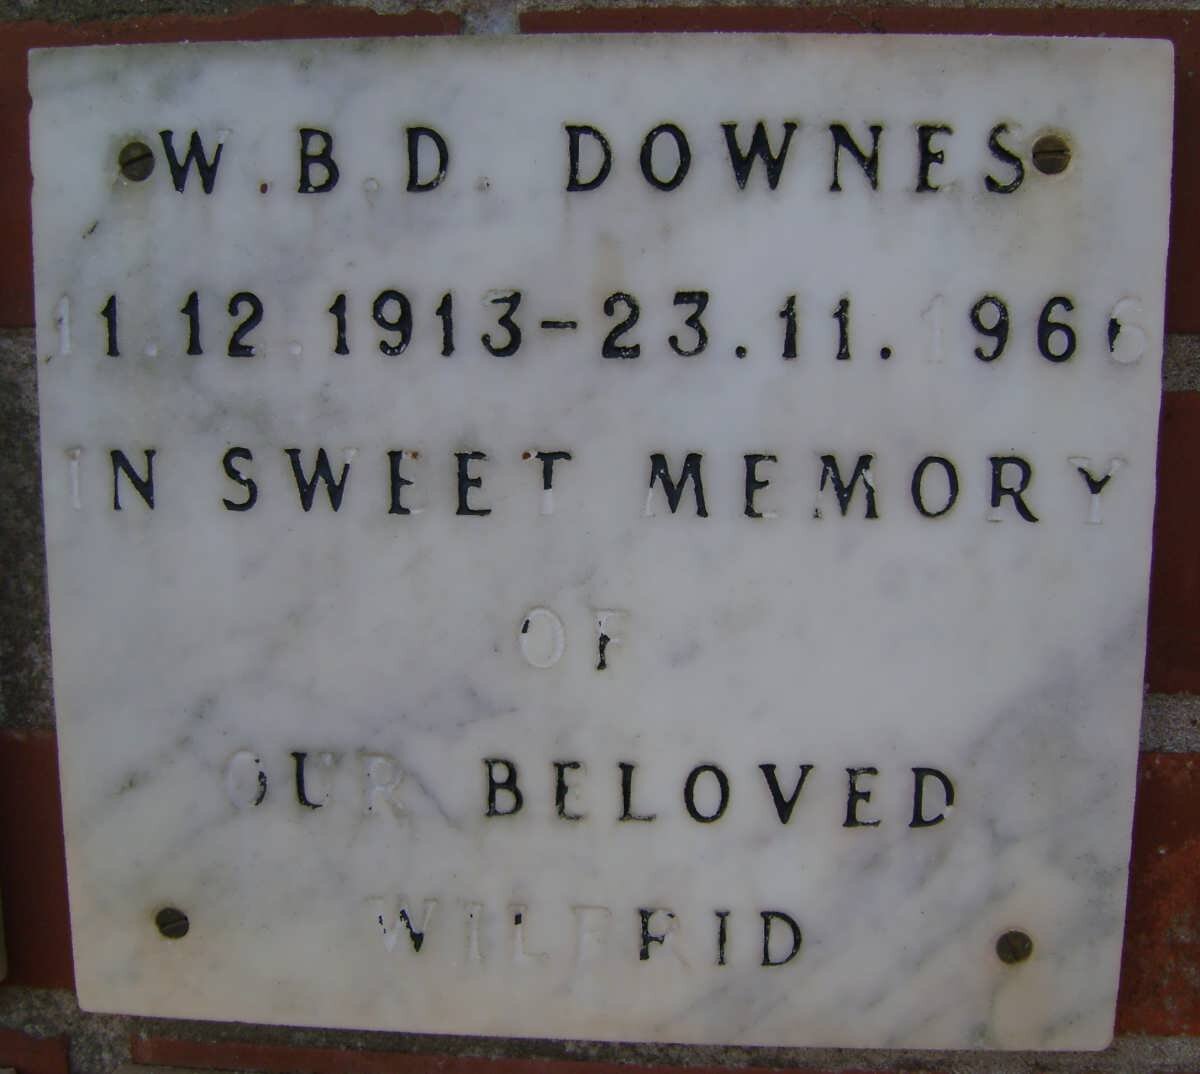 W.B.D. DOWNES
11.12.1913-23.11.1966
IN SWEET MEMORY
OF
OUR BELOVED
WILFRID